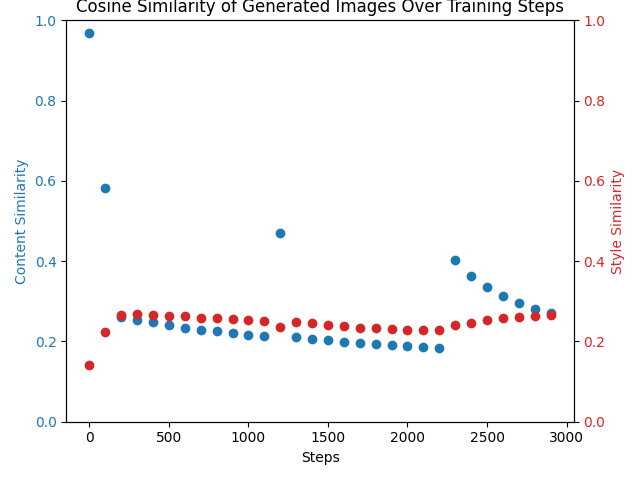 Cosine Similarity of Generated Images Over Training Steps
1.0
0.8
0.6
0.4
0.2
0.0
Content Similarity
1.0
0.8
0.6
0.4
0.2
0.0
Style Similarity
0 500 1000 1500 2000 2500 3000
Steps